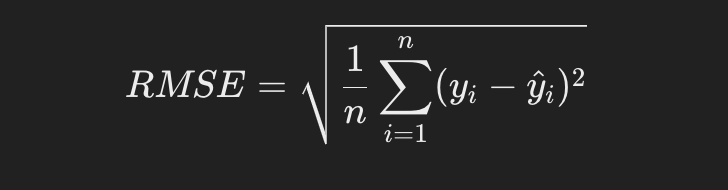 RMSE = \sqrt{\frac{1}{n} \sum_{i=1}^{n} (y_i - \hat{y}_i)^2}